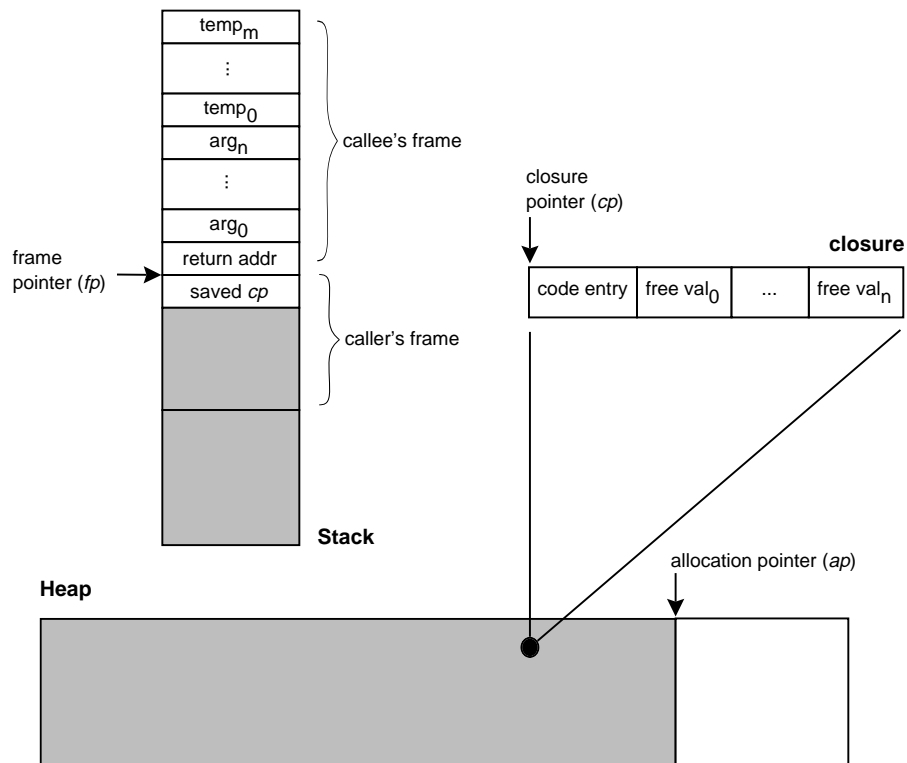 temp_m
⋮
temp_0
arg_n
⋮
arg_0
return addr
saved cp
callee's frame
caller's frame
frame
pointer (fp)
Stack
closure
pointer (cp)
closure
code entry free val_0 ... free val_n
allocation pointer (ap)
Heap